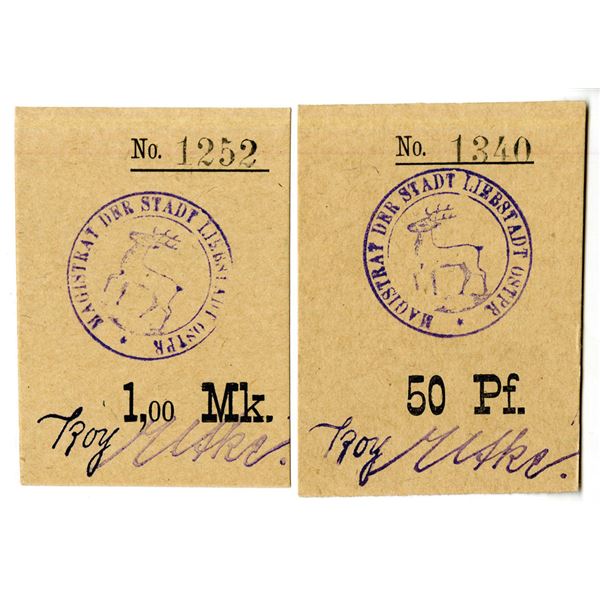 No. 1252
MAGISTRAT DER STADT LIEBSTADT OSTPR
1,00 Mk.
No. 1340
MAGISTRAT DER STADT LIEBSTADT OSTPR
50 Pf.